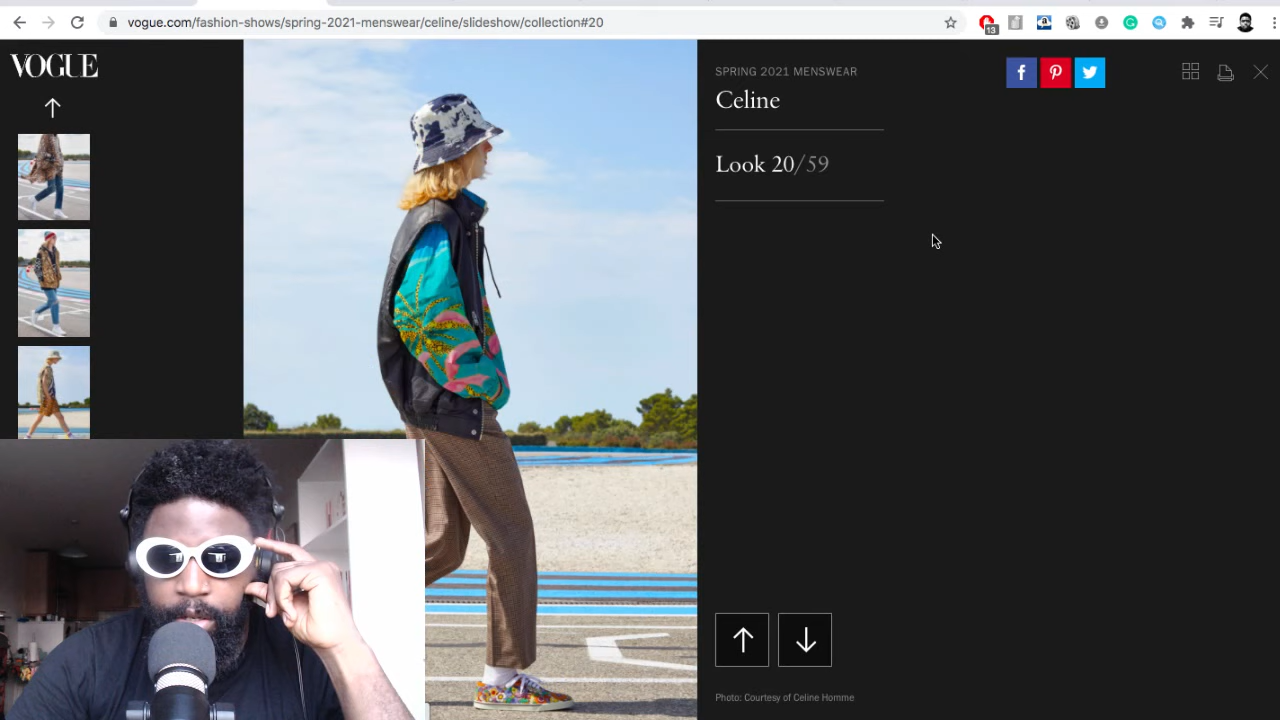 vogue.com/fashion-shows/spring-2021-menswear/celine/slideshow/collection#20
13
VOGUE
SPRING 2021 MENSWEAR
Celine
Look 20/59
Photo: Courtesy of Celine Homme